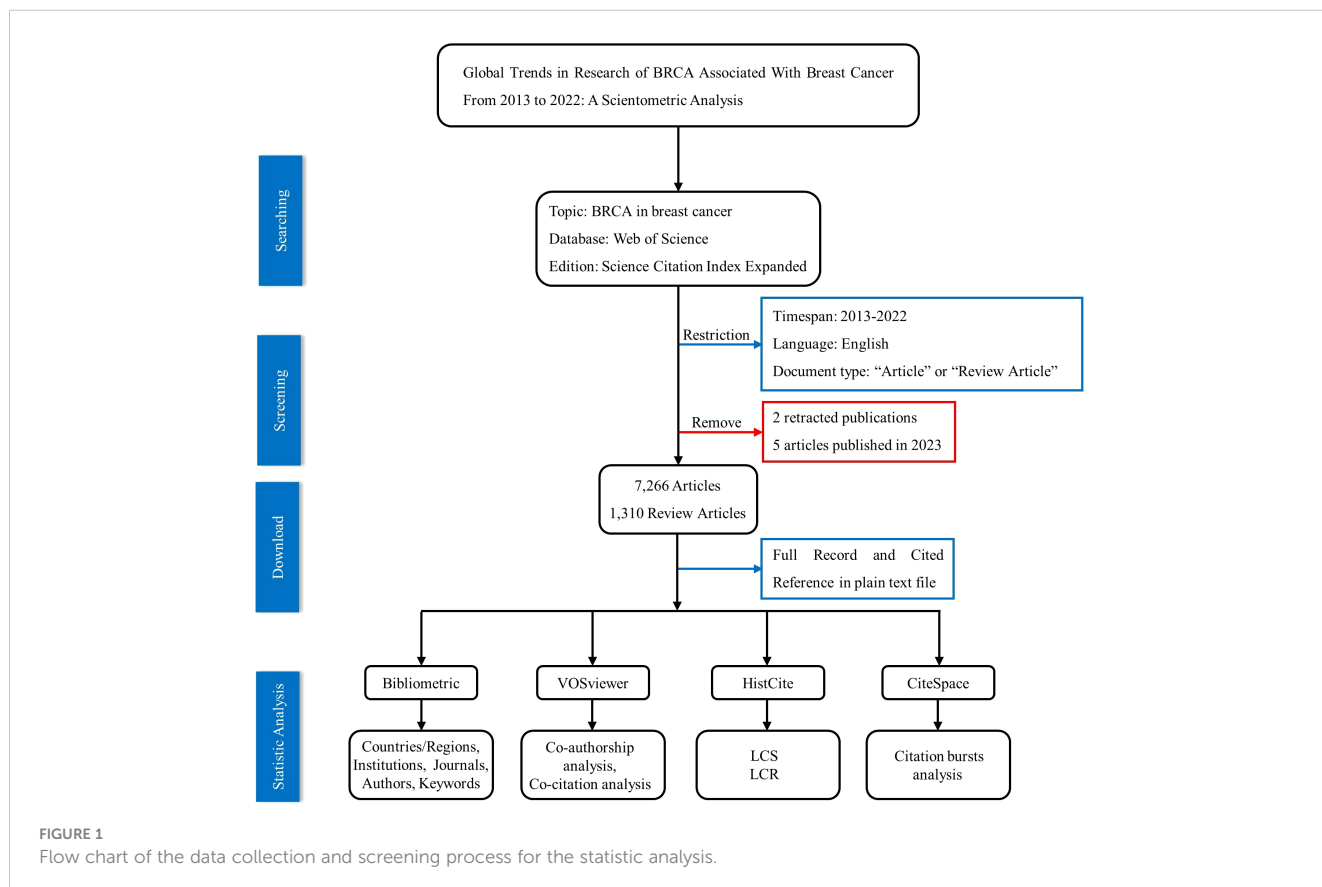 Global Trends in Research of BRCA Associated With Breast Cancer
From 2013 to 2022: A Scientometric Analysis
Searching
Topic: BRCA in breast cancer
Database: Web of Science
Edition: Science Citation Index Expanded
Screening
Restriction
Timespan: 2013-2022
Language: English
Document type: “Article” or “Review Article”
Remove
2 retracted publications
5 articles published in 2023
7,266 Articles
1,310 Review Articles
Download
Full Record and Cited
Reference in plain text file
Statistic Analysis
Bibliometric
VOSviewer
HistCite
CiteSpace
Countries/Regions,
Institutions, Journals,
Authors, Keywords
Co-authorship
analysis,
Co-citation analysis
LCS
LCR
Citation bursts
analysis
FIGURE 1
Flow chart of the data collection and screening process for the statistic analysis.